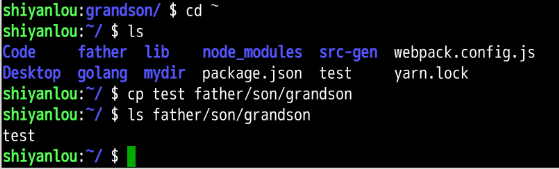 shiyanlou:grandson/ $ cd ~
shiyanlou:~/ $ ls
Code father lib node_modules src-gen webpack.config.js
Desktop golang mydir package.json test yarn.lock
shiyanlou:~/ $ cp test father/son/grandson
shiyanlou:~/ $ ls father/son/grandson
test
shiyanlou:~/ $